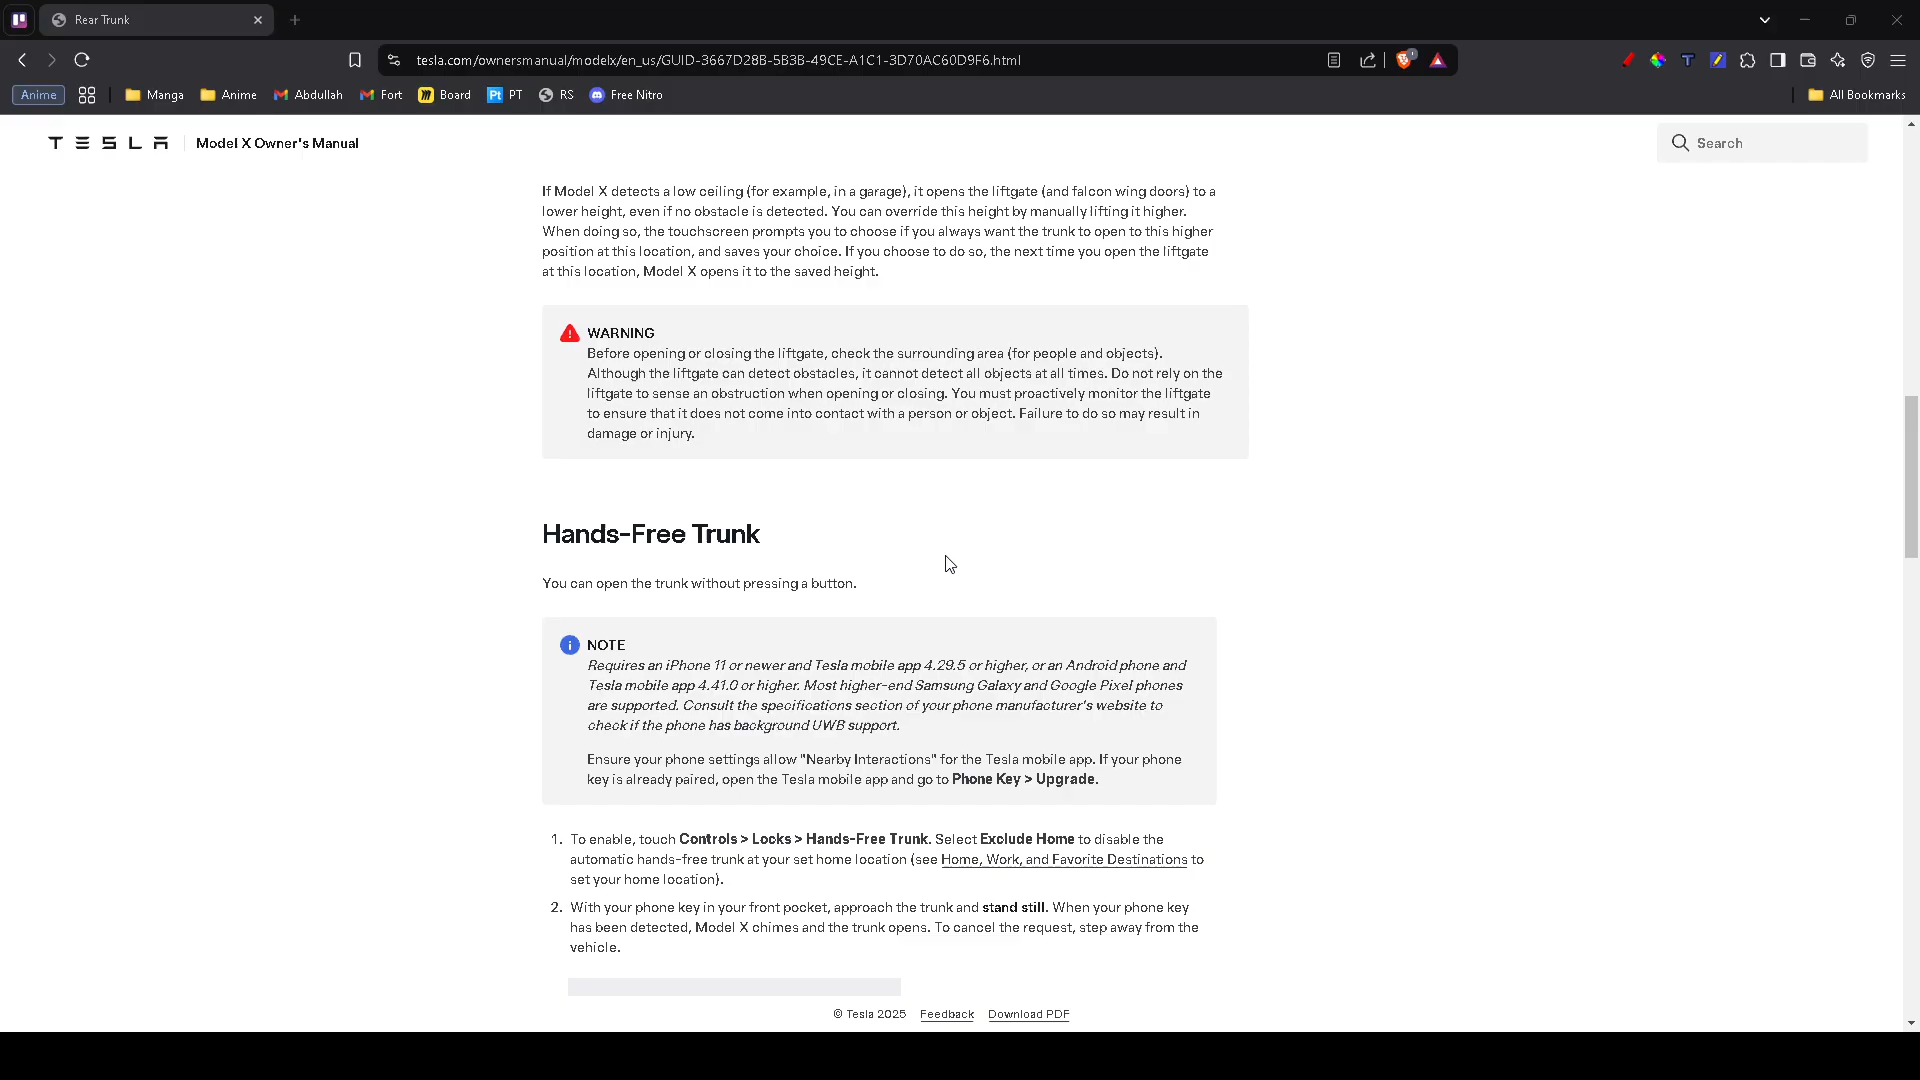 Rear Trunk
tesla.com/ownersmanual/modelx/en_us/GUID-3667D28B-5B3B-49CE-A1C1-3D70AC60D9F6.html
Anime
Manga
Anime
Abdullah
Fort
Board
PT
RS
Free Nitro
All Bookmarks
TESLA
Model X Owner's Manual
Search
If Model X detects a low ceiling (for example, in a garage), it opens the liftgate (and falcon wing doors) to a
lower height, even if no obstacle is detected. You can override this height by manually lifting it higher.
When doing so, the touchscreen prompts you to choose if you always want the trunk to open to this higher
position at this location, and saves your choice. If you choose to do so, the next time you open the liftgate
at this location, Model X opens it to the saved height.
WARNING
Before opening or closing the liftgate, check the surrounding area (for people and objects).
Although the liftgate can detect obstacles, it cannot detect all objects at all times. Do not rely on the
liftgate to sense an obstruction when opening or closing. You must proactively monitor the liftgate
to ensure that it does not come into contact with a person or object. Failure to do so may result in
damage or injury.
Hands-Free Trunk
You can open the trunk without pressing a button.
NOTE
Requires an iPhone 11 or newer and Tesla mobile app 4.29.5 or higher, or an Android phone and
Tesla mobile app 4.41.0 or higher. Most higher-end Samsung Galaxy and Google Pixel phones
are supported. Consult the specifications section of your phone manufacturer's website to
check if the phone has background UWB support.
Ensure your phone settings allow "Nearby Interactions" for the Tesla mobile app. If your phone
key is already paired, open the Tesla mobile app and go to Phone Key > Upgrade.
1. To enable, touch Controls > Locks > Hands-Free Trunk. Select Exclude Home to disable the
automatic hands-free trunk at your set home location (see Home, Work, and Favorite Destinations to
set your home location).
2. With your phone key in your front pocket, approach the trunk and stand still. When your phone key
has been detected, Model X chimes and the trunk opens. To cancel the request, step away from the
vehicle.
© Tesla 2025 Feedback Download PDF